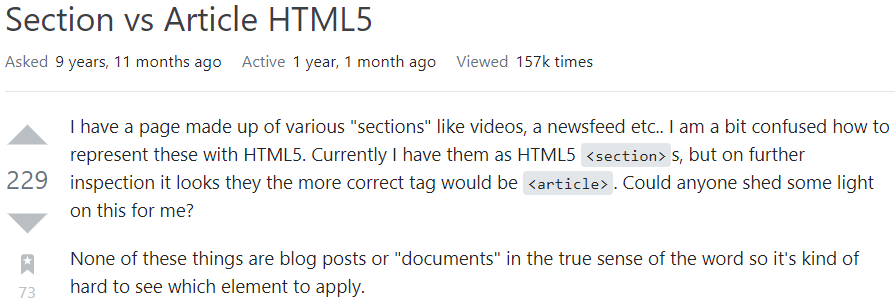 Section vs Article HTML5
Asked 9 years, 11 months ago Active 1 year, 1 month ago Viewed 157k times
I have a page made up of various "sections" like videos, a newsfeed etc.. I am a bit confused how to
represent these with HTML5. Currently I have them as HTML5 <section>s, but on further
inspection it looks they the more correct tag would be <article>. Could anyone shed some light
on this for me?
229
None of these things are blog posts or "documents" in the true sense of the word so it's kind of
hard to see which element to apply.
73